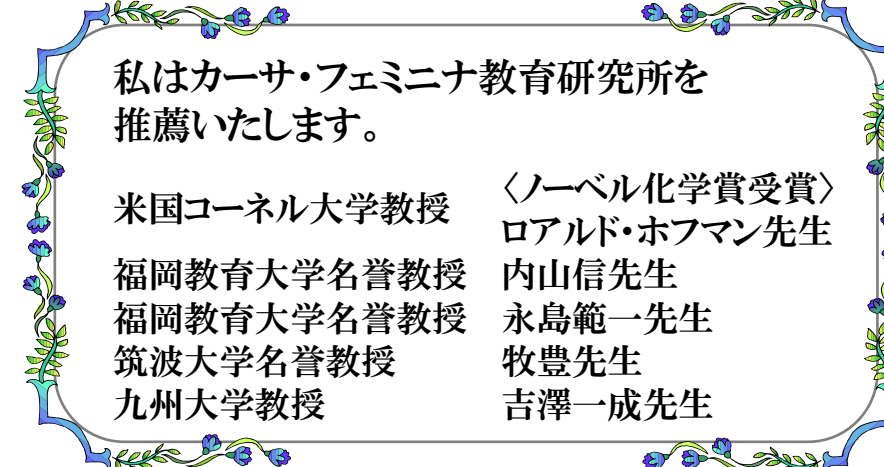 私はカーサ・フェミニナ教育研究所を
推薦いたします。
米国コーネル大学教授 〈ノーベル化学賞受賞〉
ロアルド・ホフマン先生
福岡教育大学名誉教授 内山信先生
福岡教育大学名誉教授 永島範一先生
筑波大学名誉教授 牧豊先生
九州大学教授 吉澤一成先生